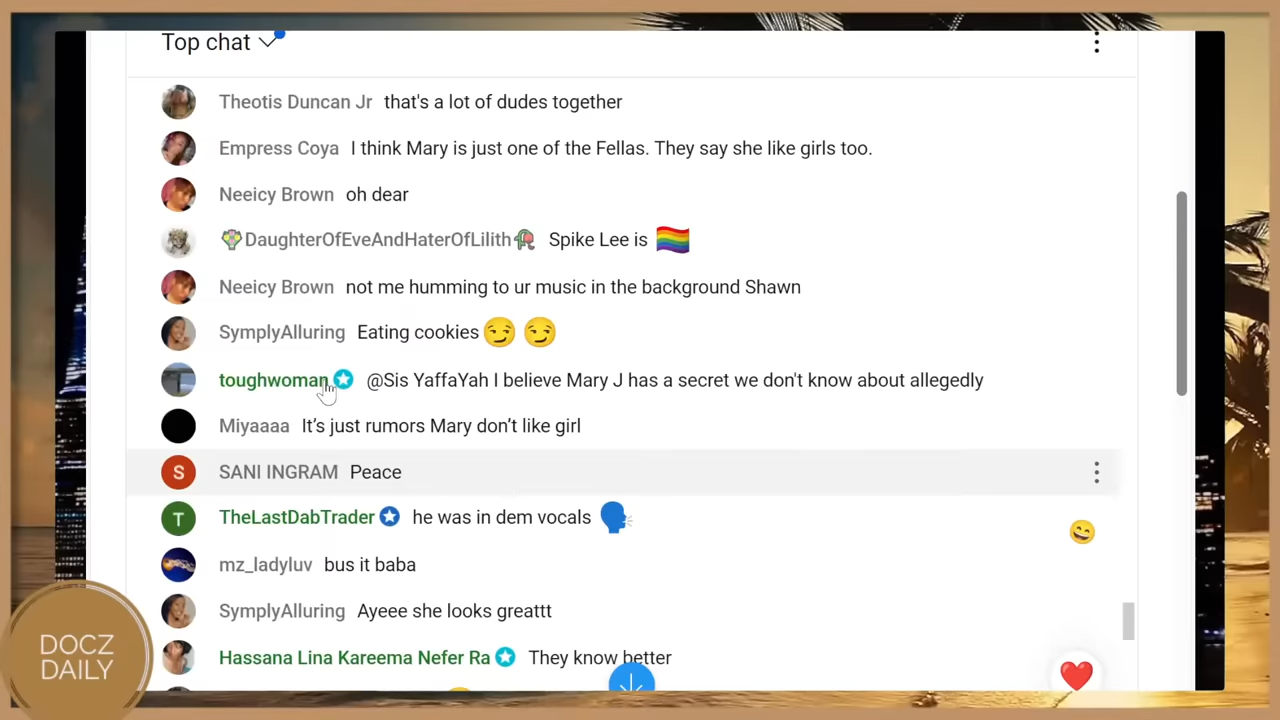 Top chat
Theotis Duncan Jr that's a lot of dudes together
Empress Coya I think Mary is just one of the Fellas. They say she like girls too.
Neeicy Brown oh dear
DaughterOfEveAndHaterOfLilith Spike Lee is 🏳️‍🌈
Neeicy Brown not me humming to ur music in the background Shawn
SymplyAlluring Eating cookies😏 😏
toughwoman @Sis YaffaYah I believe Mary J has a secret we don't know about allegedly
Miyaaaa It’s just rumors Mary don’t like girl
S SANI INGRAM Peace
T TheLastDabTrader he was in dem vocals 🗣️
mz_ladyluv bus it baba
SymplyAlluring Ayeee she looks greattt
Hassana Lina Kareema Nefer Ra They know better
DOCZ
DAILY